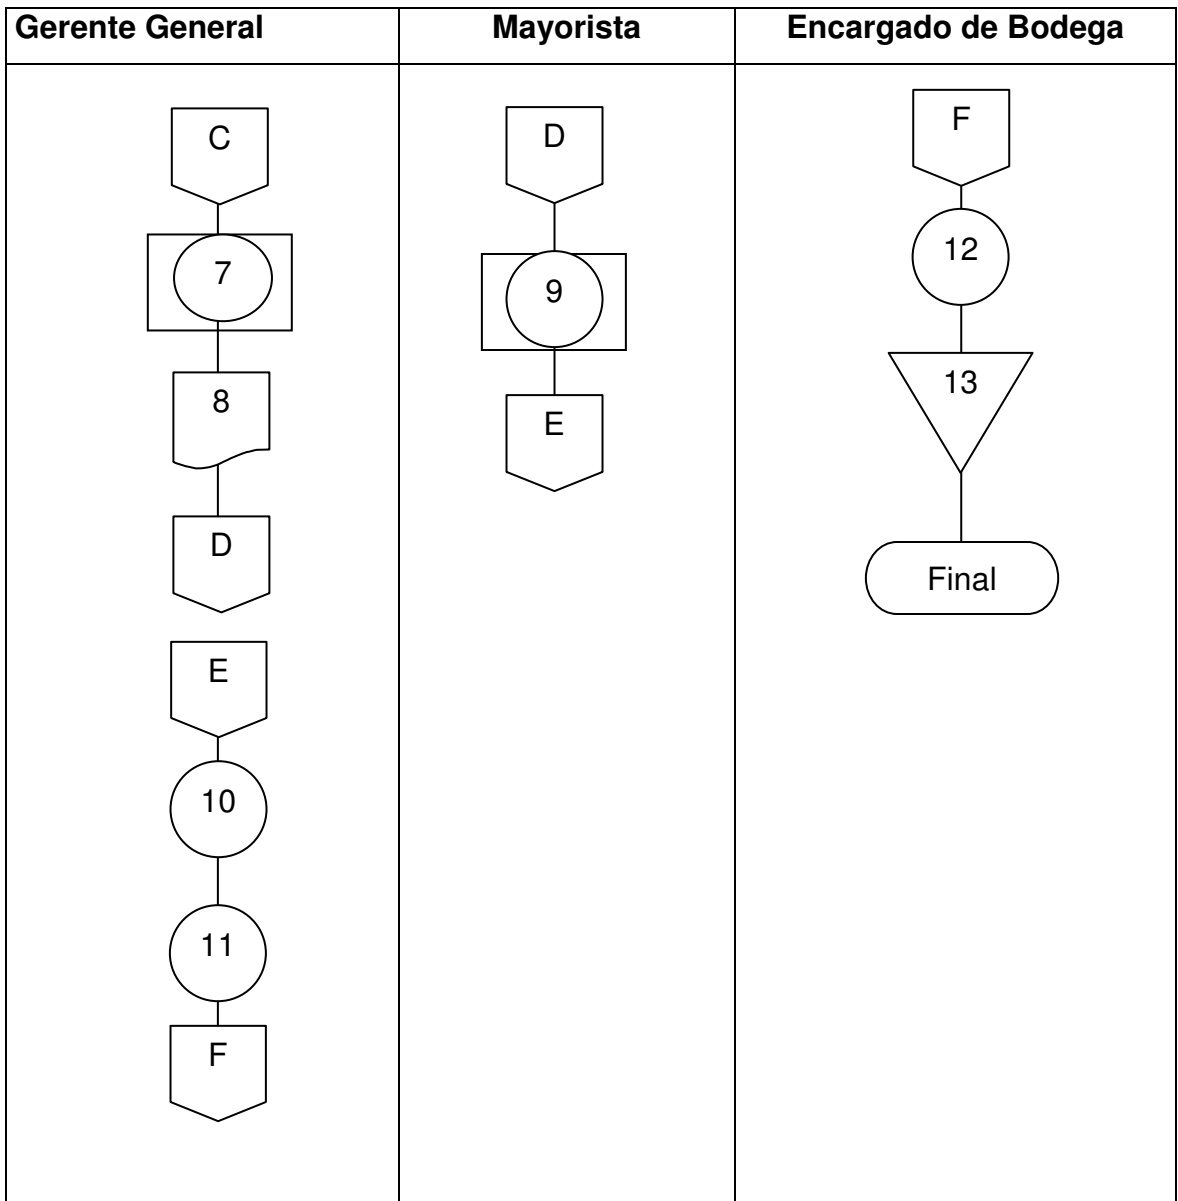 Gerente General
Mayorista
Encargado de Bodega
C
7
8
D
E
10
11
F
D
9
E
F
12
13
Final